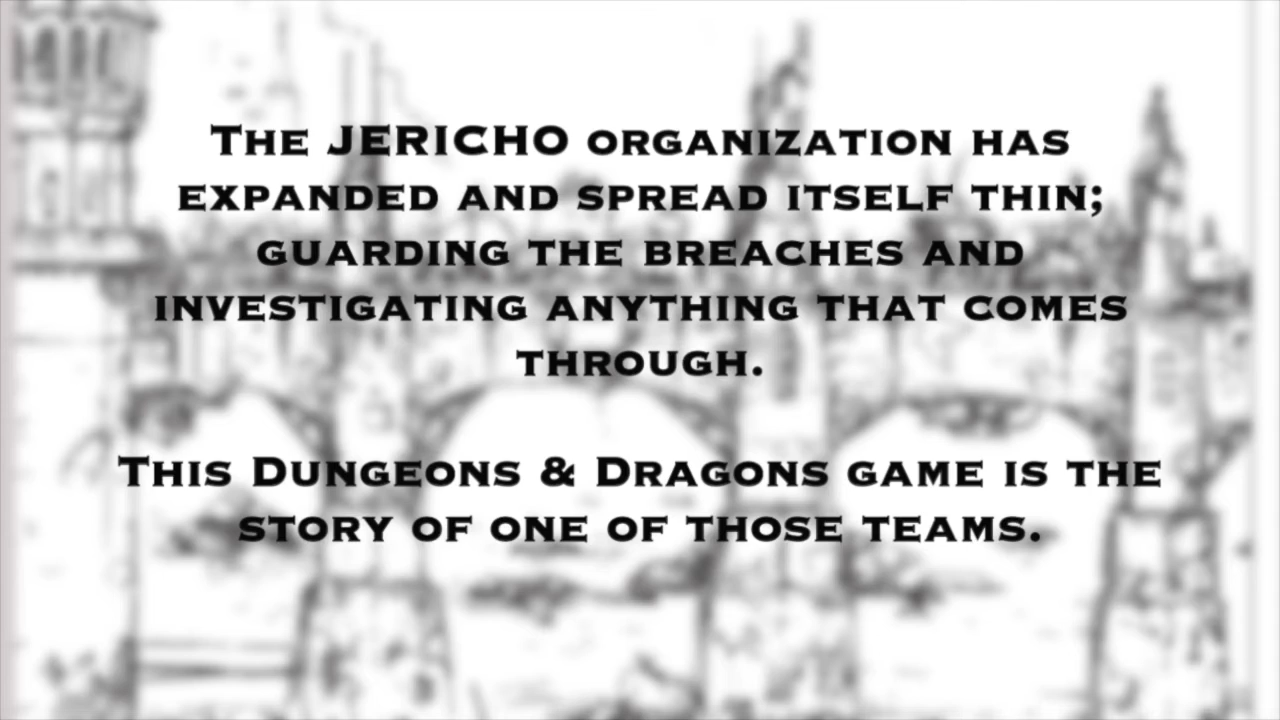 The JERICHO organization has
expanded and spread itself thin;
guarding the breaches and
investigating anything that comes
through.
This Dungeons & Dragons game is the
story of one of those teams.